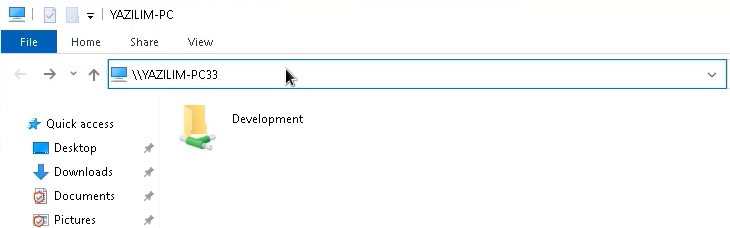 YAZILIM-PC
File Home Share View
\\YAZILIM-PC33
Quick access
Development
Desktop
Downloads
Documents
Pictures